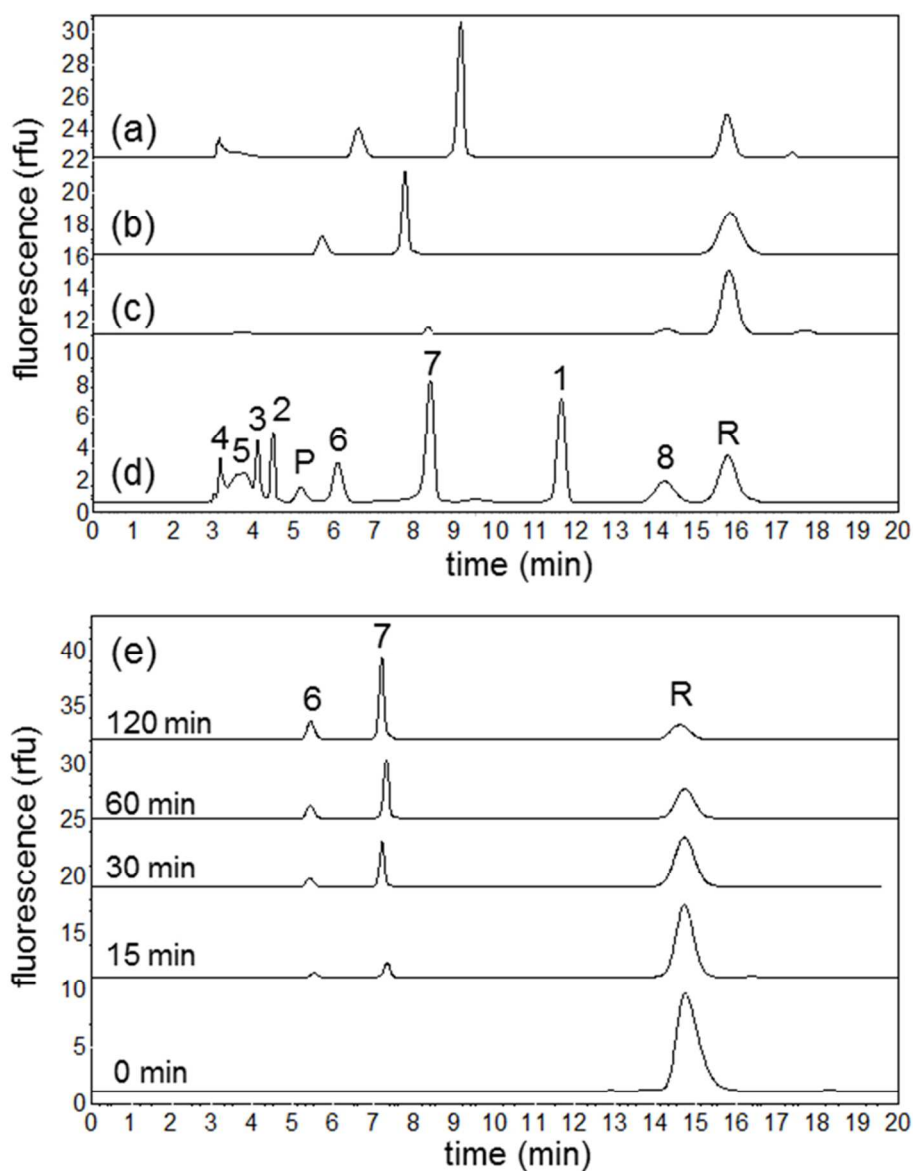 fluorescence (rfu)
30
28
26
24
22
20
18
16
14
12
10
8
6
4
2
0
(a)
(b)
(c)
(d)
4 5 3 2 P 6 7 1 8 R
0 1 2 3 4 5 6 7 8 9 10 11 12 13 14 15 16 17 18 19 20
time (min)
fluorescence (rfu)
(e)
40
35
30
25
20
15
10
5
0
6 7 R
120 min
60 min
30 min
15 min
0 min
0 1 2 3 4 5 6 7 8 9 10 11 12 13 14 15 16 17 18 19 20
time (min)